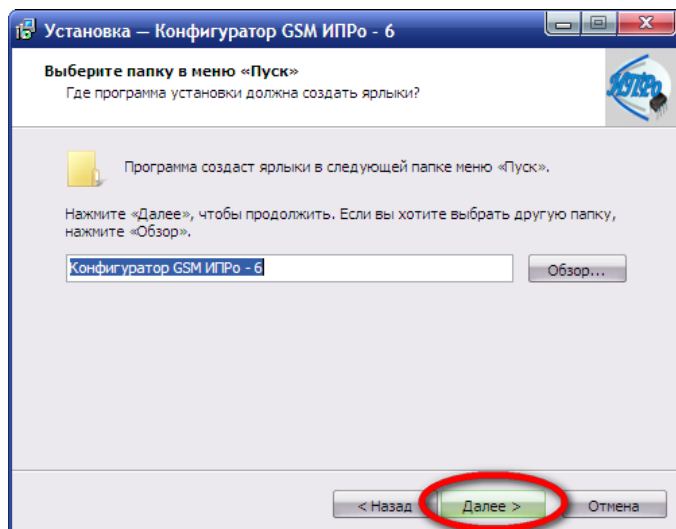 Установка — Конфигуратор GSM ИПРо - 6
Выберите папку в меню «Пуск»
Где программа установки должна создать ярлыки?
ИПРо
Программа создаст ярлыки в следующей папке меню «Пуск».
Нажмите «Далее», чтобы продолжить. Если вы хотите выбрать другую папку,
нажмите «Обзор».
Конфигуратор GSM ИПРо - 6
Обзор...
< Назад
Далее >
Отмена